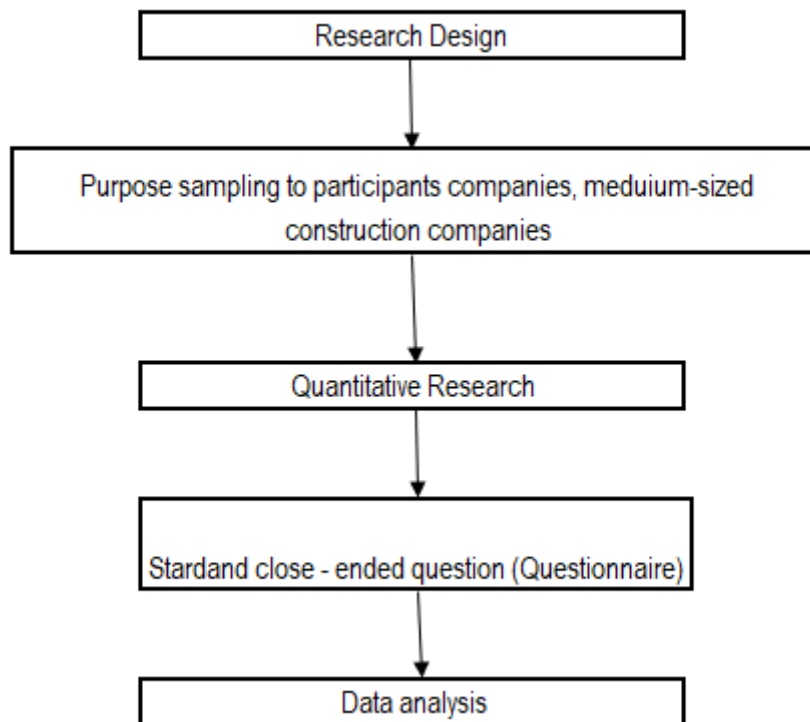 Research Design
Purpose sampling to participants companies, meduium-sized
construction companies
Quantitative Research
Stardand close - ended question (Questionnaire)
Data analysis